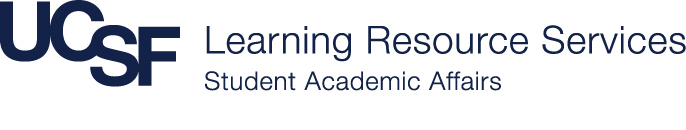 UCSF
Learning Resource Services
Student Academic Affairs